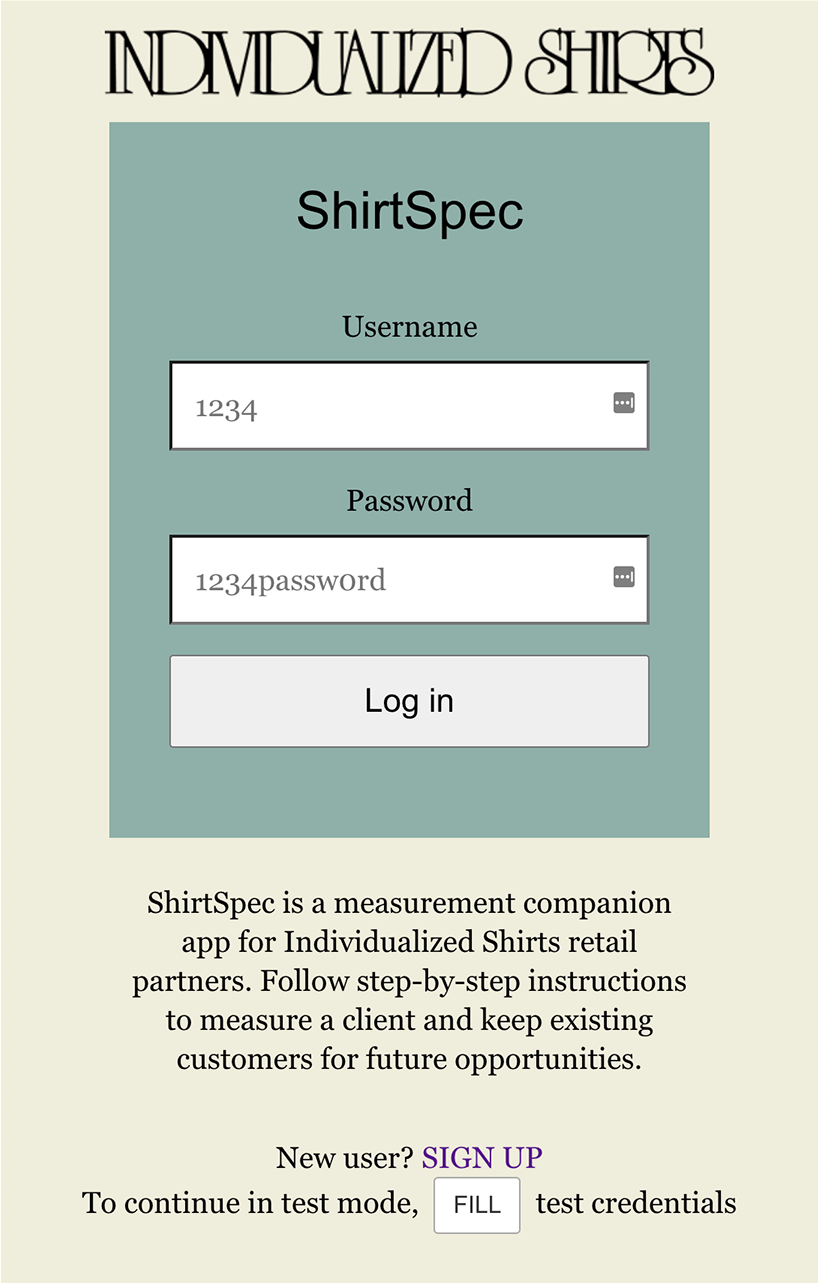 INDIVIDUALIZED SHIRTS
ShirtSpec
Username
1234
Password
1234password
Log in
ShirtSpec is a measurement companion
app for Individualized Shirts retail
partners. Follow step-by-step instructions
to measure a client and keep existing
customers for future opportunities.
New user? SIGN UP
To continue in test mode, FILL test credentials